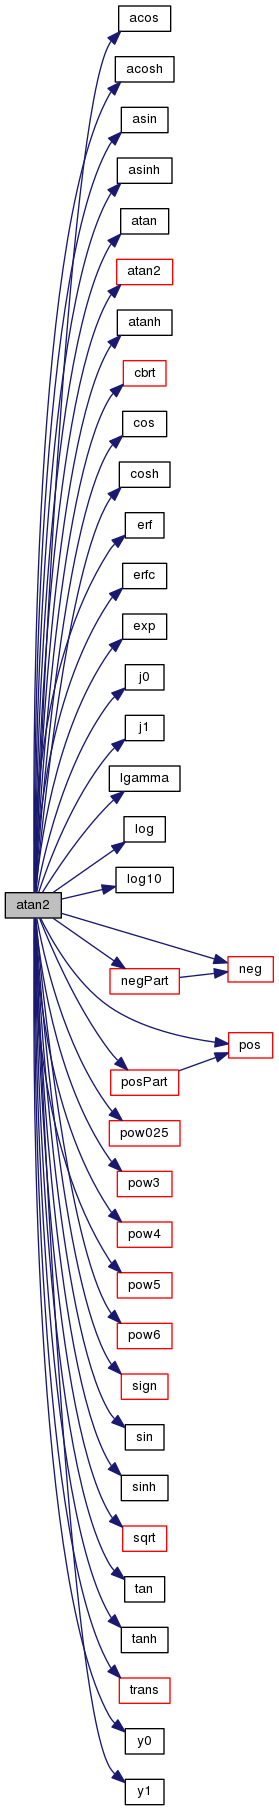 acos
acosh
asin
asinh
atan
atan2
atanh
cbrt
cos
cosh
erf
erfc
exp
j0
j1
lgamma
log
log10
atan2
neg
negPart
pos
posPart
pow025
pow3
pow4
pow5
pow6
sign
sin
sinh
sqrt
tan
tanh
trans
y0
y1